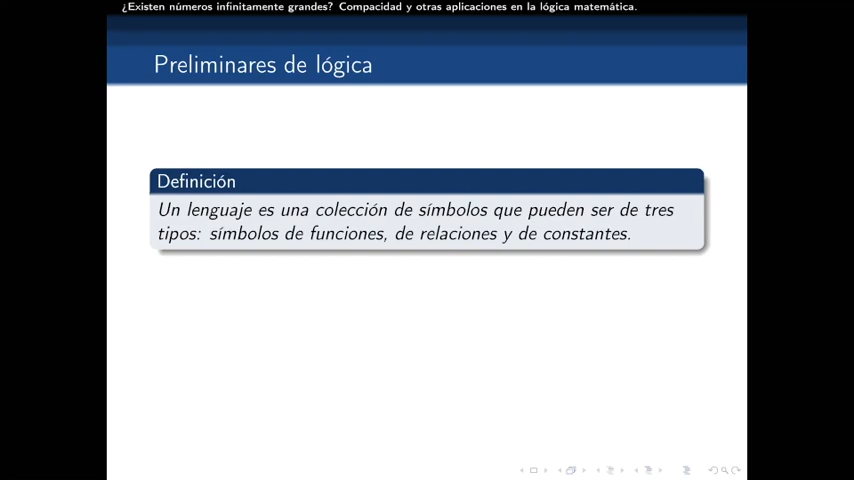 ¿Existen números infinitamente grandes? Compacidad y otras aplicaciones en la lógica matemática.
Preliminares de lógica
Definición
Un lenguaje es una colección de símbolos que pueden ser de tres
tipos: símbolos de funciones, de relaciones y de constantes.